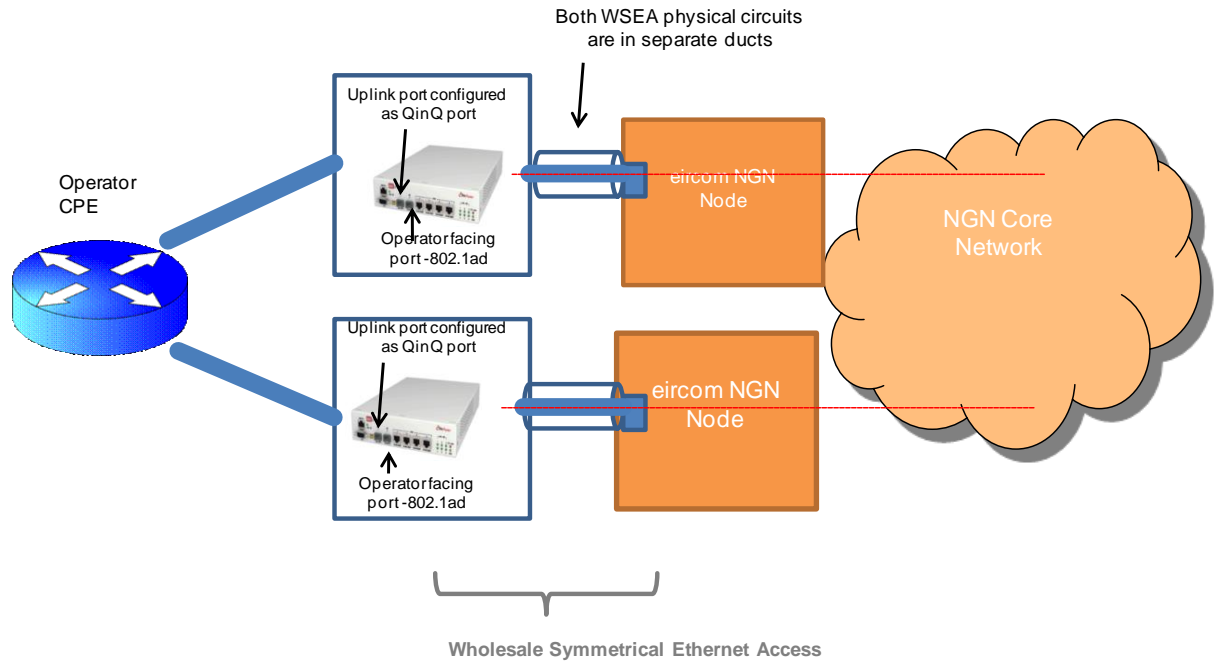 Both WSEA physical circuits
are in separate ducts
Uplink port configured
as QinQ port
eircom NGN
Node
Operator
CPE
NGN Core
Network
Operator facing
port -802.1ad
Uplink port configured
as QinQ port
eircom NGN
Node
Operator facing
port -802.1ad
Wholesale Symmetrical Ethernet Access